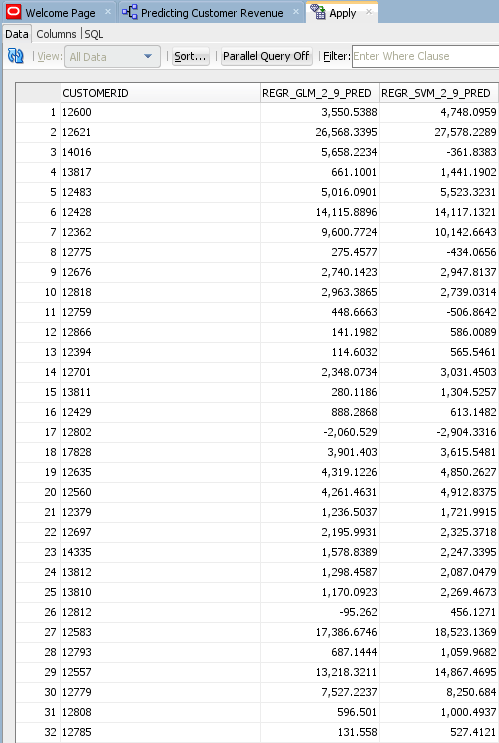 Welcome Page Predicting Customer Revenue Apply
Data Columns SQL
View: All Data Sort... Parallel Query Off Filter: Enter Where Clause
CUSTOMERID REGR_GLM_2_9_PRED REGR_SVM_2_9_PRED
1 12600 3,550.5388 4,748.0959
2 12621 26,568.3395 27,578.2289
3 14016 5,658.2234 -361.8383
4 13817 661.1001 1,441.1902
5 12483 5,016.0901 5,523.3231
6 12428 14,115.8896 14,117.1321
7 12362 9,600.7724 10,142.6643
8 12775 275.4577 -434.0656
9 12676 2,740.1423 2,947.8137
10 12818 2,963.3865 2,739.0314
11 12759 448.6663 -506.8642
12 12866 141.1982 586.0089
13 12394 114.6032 565.5461
14 12701 2,348.0734 3,031.4503
15 13811 280.1186 1,304.5257
16 12429 888.2868 613.1482
17 12802 -2,060.529 -2,904.3316
18 17828 3,901.403 3,615.5481
19 12635 4,319.1226 4,850.2627
20 12560 4,261.4631 4,912.8375
21 12379 1,236.5037 1,721.9915
22 12697 2,195.9931 2,325.3718
23 14335 1,578.8389 2,247.3395
24 13812 1,298.4587 2,087.0479
25 13810 1,170.0923 2,269.4673
26 12812 -95.262 456.1271
27 12583 17,386.6746 18,523.1369
28 12793 687.1444 1,059.9682
29 12557 13,218.3211 14,867.4695
30 12779 7,527.2237 8,250.684
31 12808 596.501 1,000.4937
32 12785 131.558 527.4121